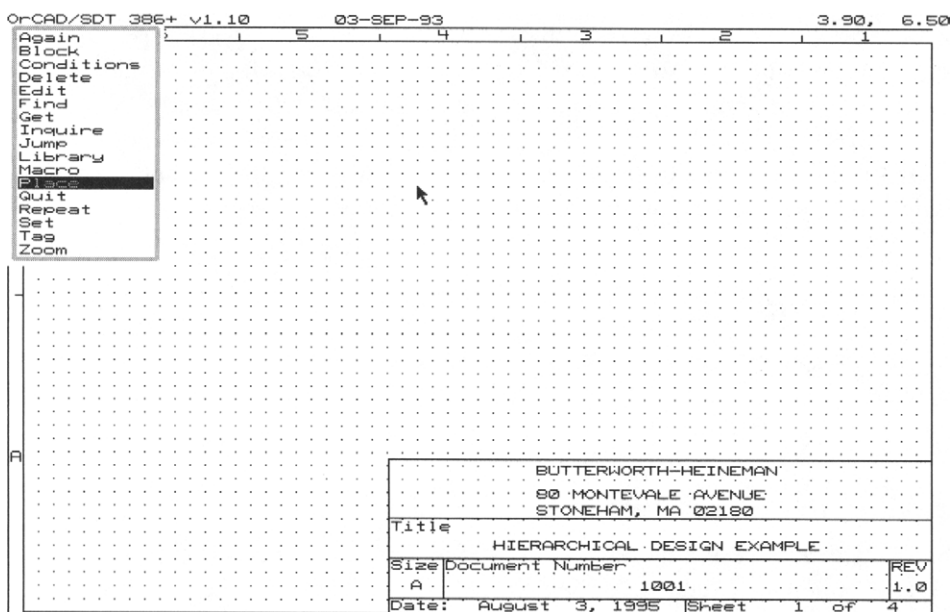 OrCAD/SDT 386+ v1.10 03-SEP-93 3.90, 6.50
5 4 3 2 1
Again
Block
Conditions
Delete
Edit
Find
Get
Inquire
Jump
Library
Macro
Place
Quit
Repeat
Set
Tag
Zoom
A
BUTTERWORTH-HEINEMAN
80 MONTEVALE AVENUE
STONEHAM, MA 02180
Title
HIERARCHICAL DESIGN EXAMPLE
Size Document Number REV
A 1001 1.0
Date: August 3, 1995 Sheet 1 of 4